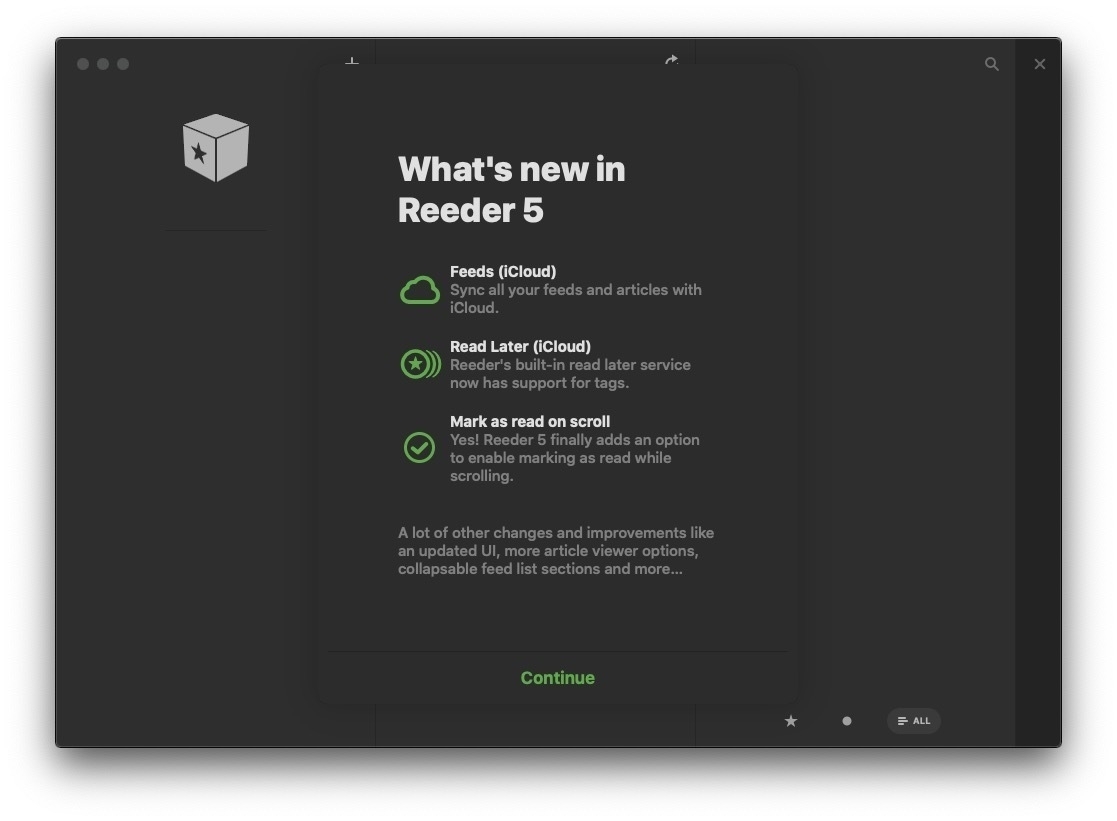 What's new in
Reeder 5
Feeds (iCloud)
Sync all your feeds and articles with
iCloud.
Read Later (iCloud)
Reeder's built-in read later service
now has support for tags.
Mark as read on scroll
Yes! Reeder 5 finally adds an option
to enable marking as read while
scrolling.
A lot of other changes and improvements like
an updated UI, more article viewer options,
collapsable feed list sections and more...
Continue
ALL